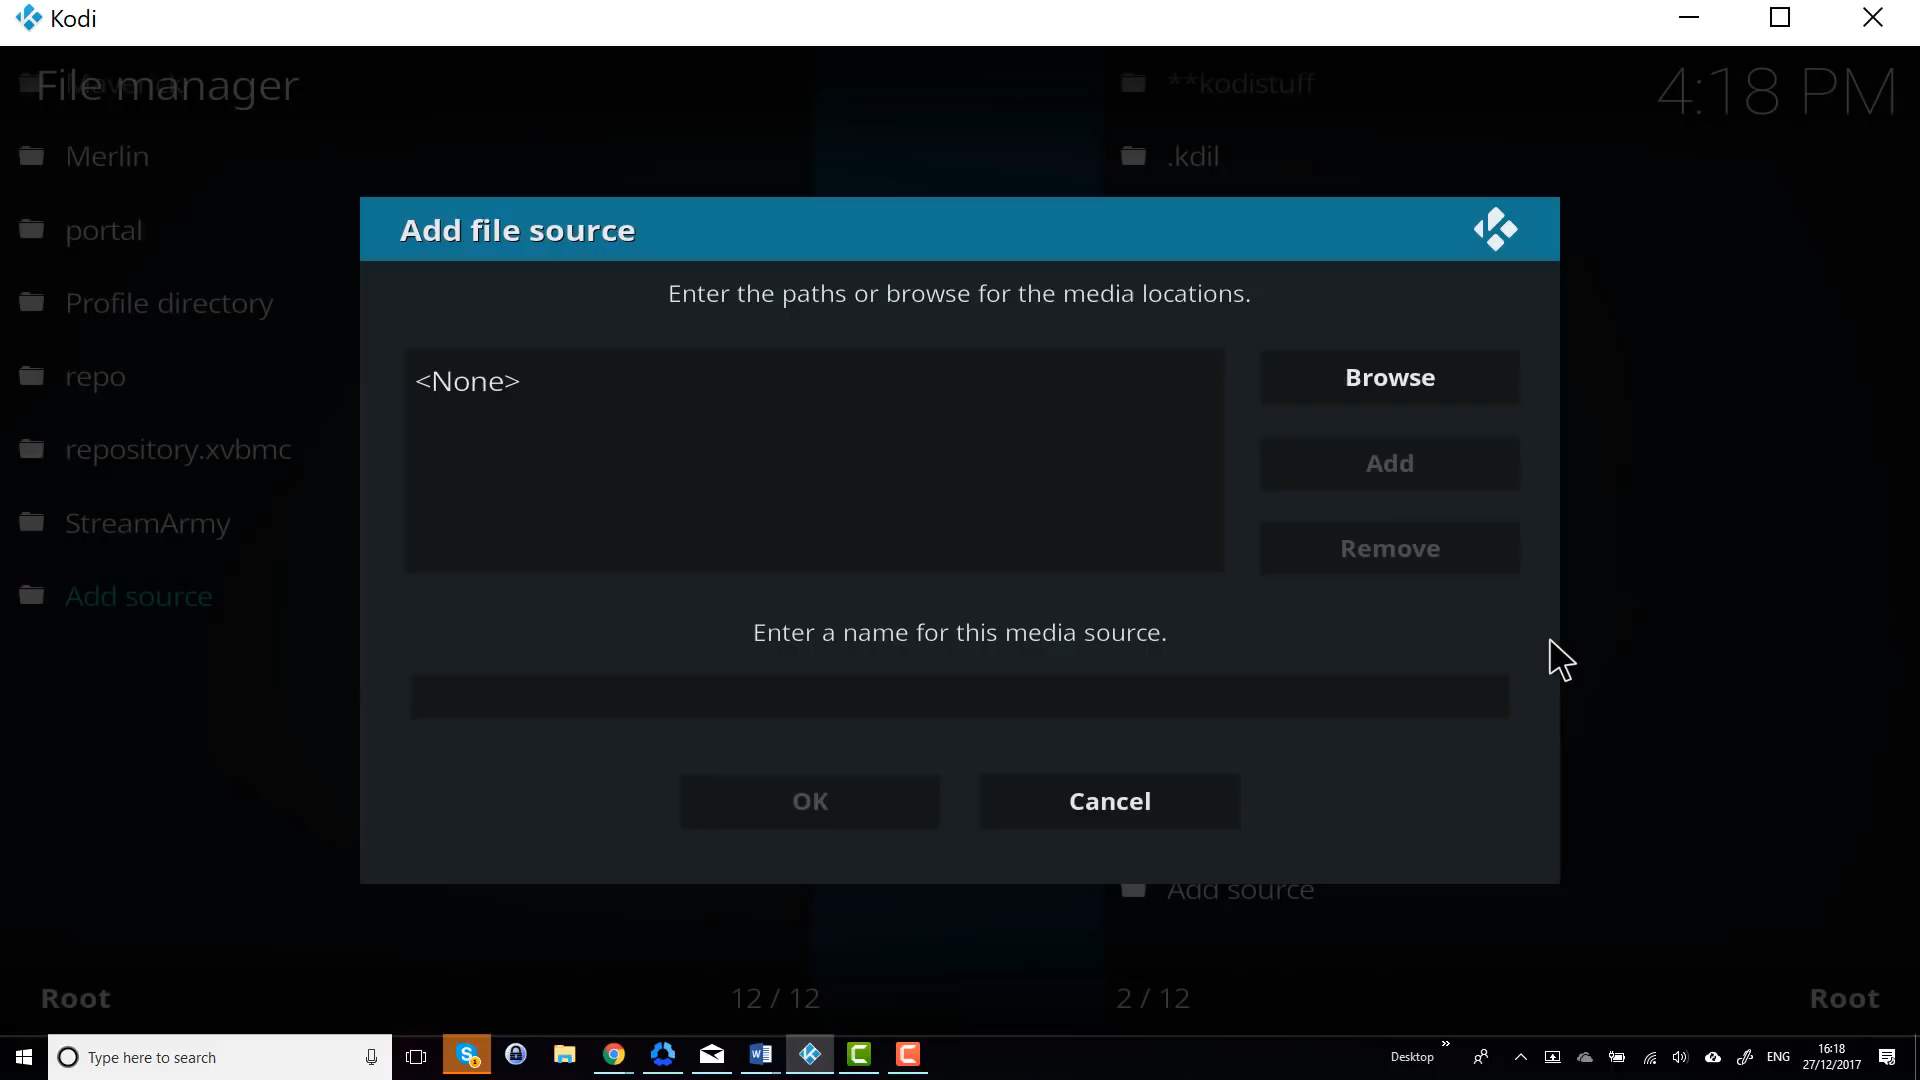 Kodi
File manager
4:18 PM
Merlin
portal
Profile directory
repo
repository.xvbmc
StreamArmy
Add source
**kodistuff
.kdil
Add file source
Enter the paths or browse for the media locations.
<None>
Browse
Add
Remove
Enter a name for this media source.
OK
Cancel
Add source
Root
12 / 12
2 / 12
Root
Type here to search
Desktop
ENG
16:18
27/12/2017